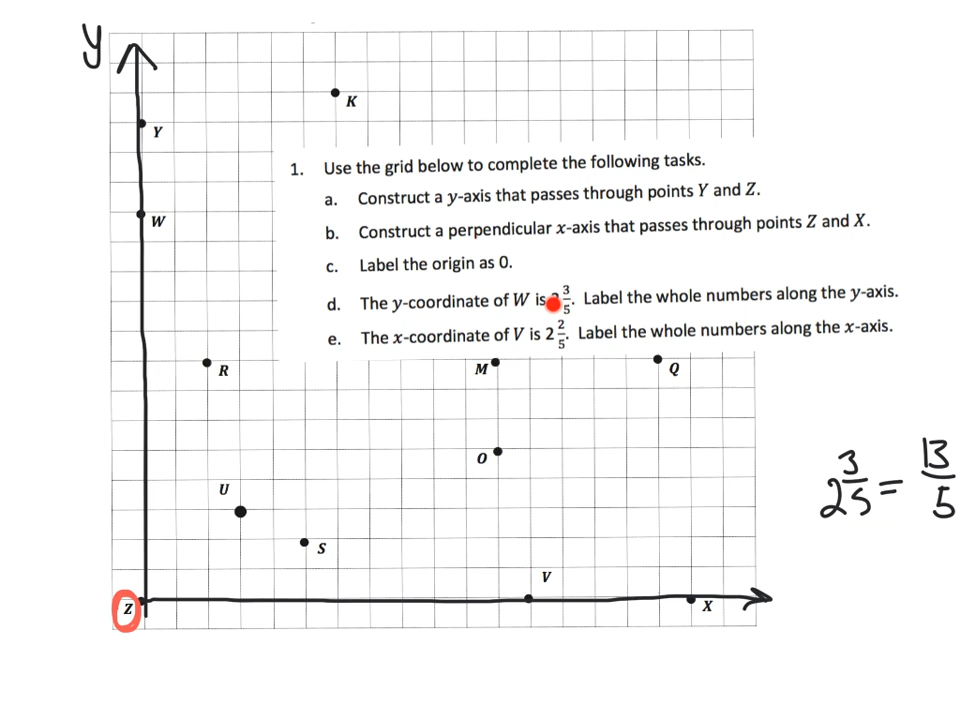 y
K
Y
1. Use the grid below to complete the following tasks.
a. Construct a y-axis that passes through points Y and Z.
W
b. Construct a perpendicular x-axis that passes through points Z and X.
c. Label the origin as 0.
d. The y-coordinate of W is 3/5. Label the whole numbers along the y-axis.
e. The x-coordinate of V is 2 2/5. Label the whole numbers along the x-axis.
R
M
Q
O
2 3/5 = 13/5
U
S
V
Z
X